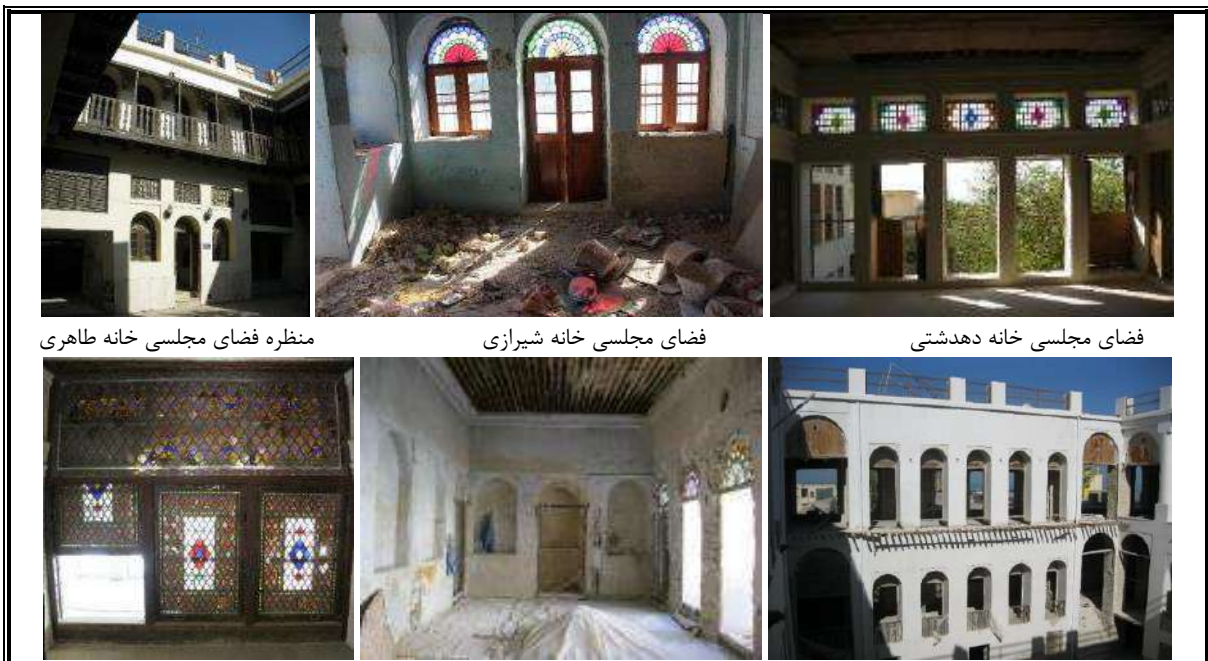 فضای مجلسی خانه دهدشتی
فضای مجلسی خانه شیرازی
منظره فضای مجلسی خانه طاهری